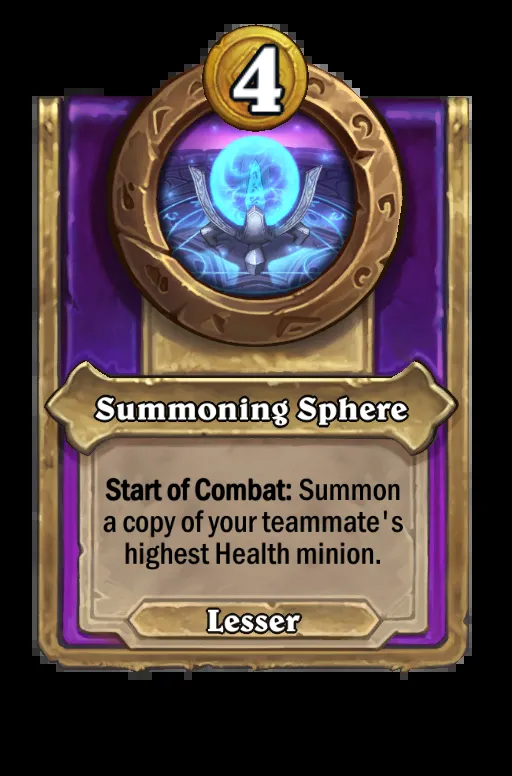 4
Summoning Sphere
Start of Combat: Summon
a copy of your teammate's
highest Health minion.
Lesser